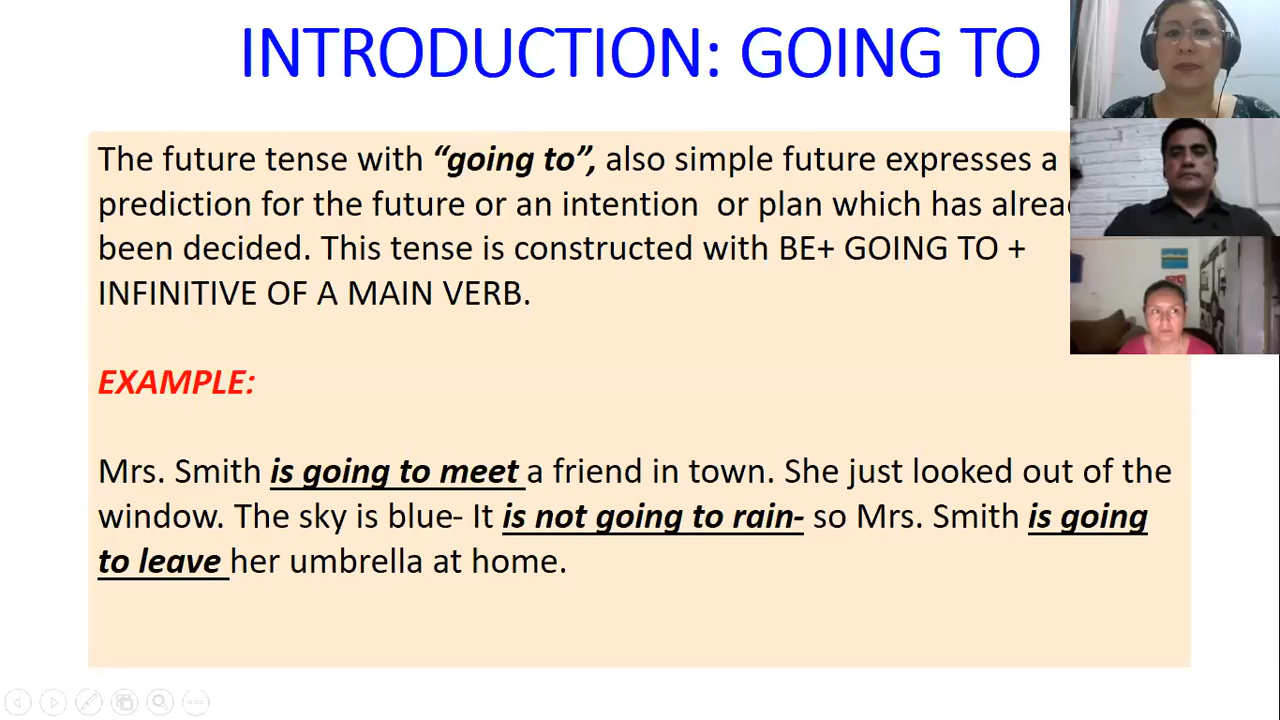 INTRODUCTION: GOING TO
The future tense with “going to”, also simple future expresses a
prediction for the future or an intention or plan which has
been decided. This tense is constructed with BE+ GOING TO +
INFINITIVE OF A MAIN VERB.
EXAMPLE:
Mrs. Smith is going to meet a friend in town. She just looked out of the
window. The sky is blue- It is not going to rain- so Mrs. Smith is going
to leave her umbrella at home.